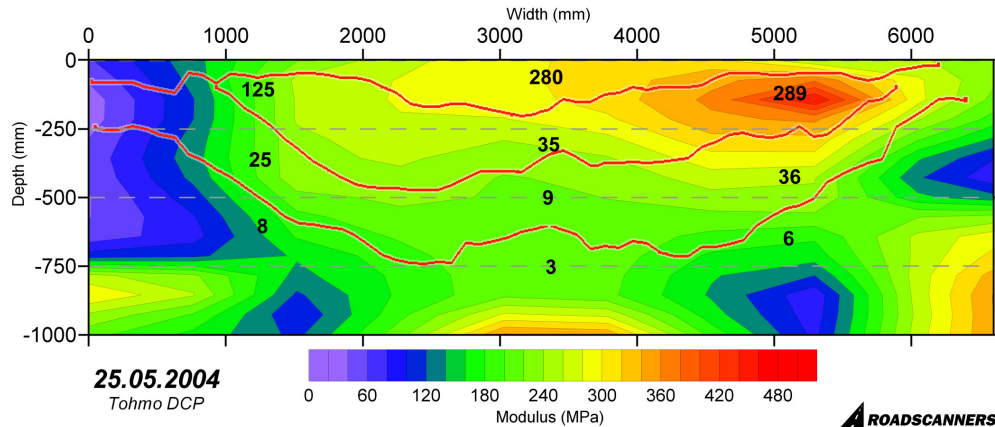 Width (mm)
0 1000 2000 3000 4000 5000 6000
Depth (mm)
0
-250
-500
-750
-1000
125 280 289
25 35 36
8 9 6
3
25.05.2004
Tohmo DCP
0 60 120 180 240 300 360 420 480
Modulus (MPa)
ROADSCANNERS